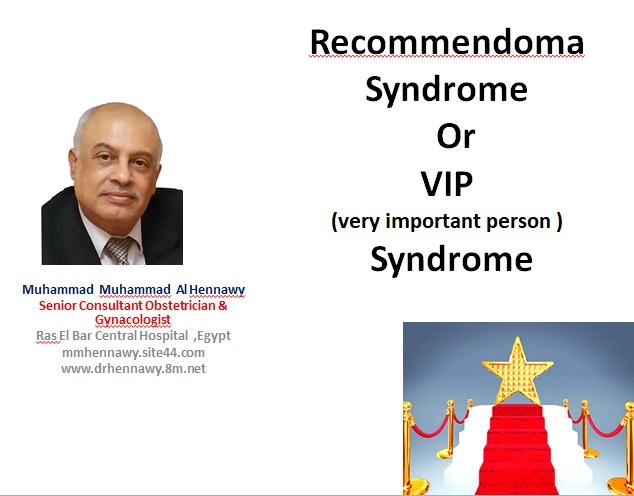 Recommendoma
Syndrome
Or
VIP
(very important person )
Syndrome
Muhammad Muhammad Al Hennawy
Senior Consultant Obstetrician &
Gynacologist
Ras El Bar Central Hospital ,Egypt
mmhennawy.site44.com
www.drhennawy.8m.net